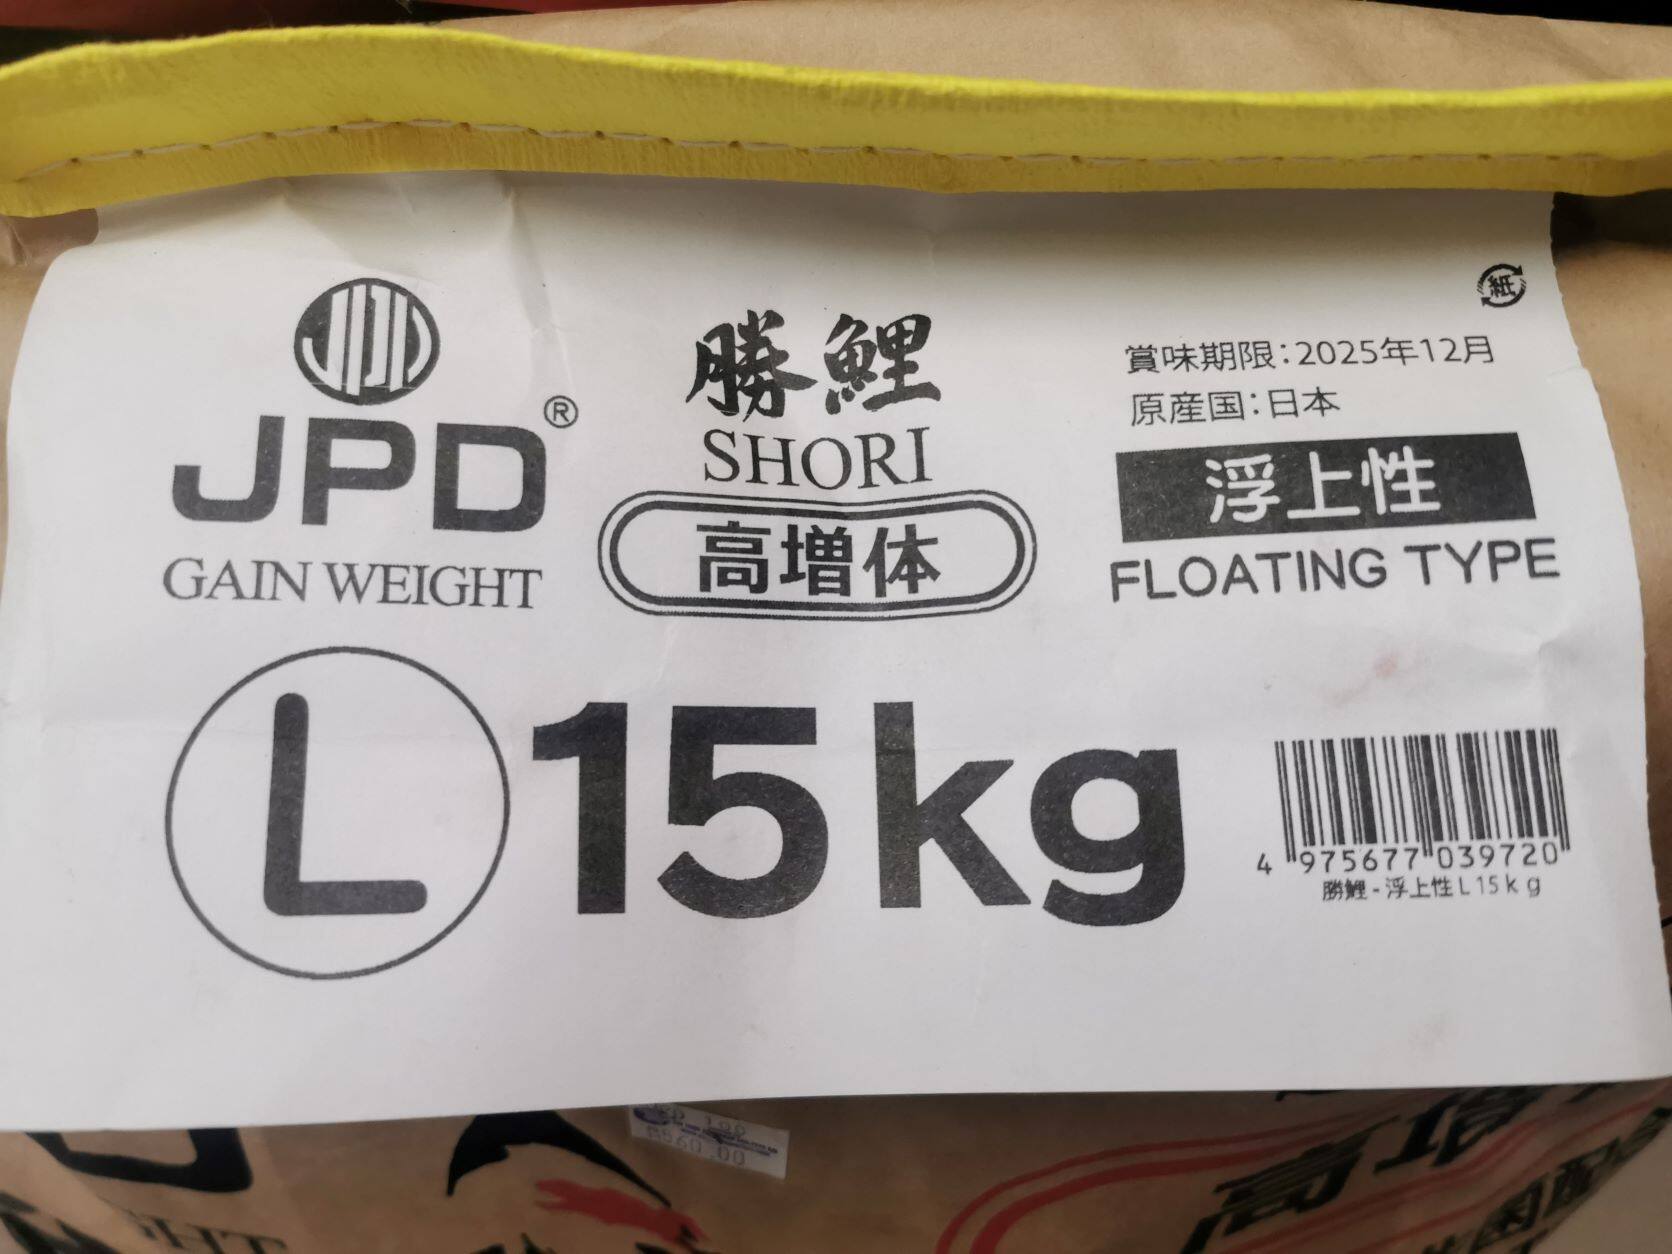 JPD®
GAIN WEIGHT
勝鯉
SHORI
高増体
紙
賞味期限:2025年12月
原産国:日本
浮上性
FLOATING TYPE
L 15kg
4 975677 039720
勝鯉-浮上性L15kg
高増